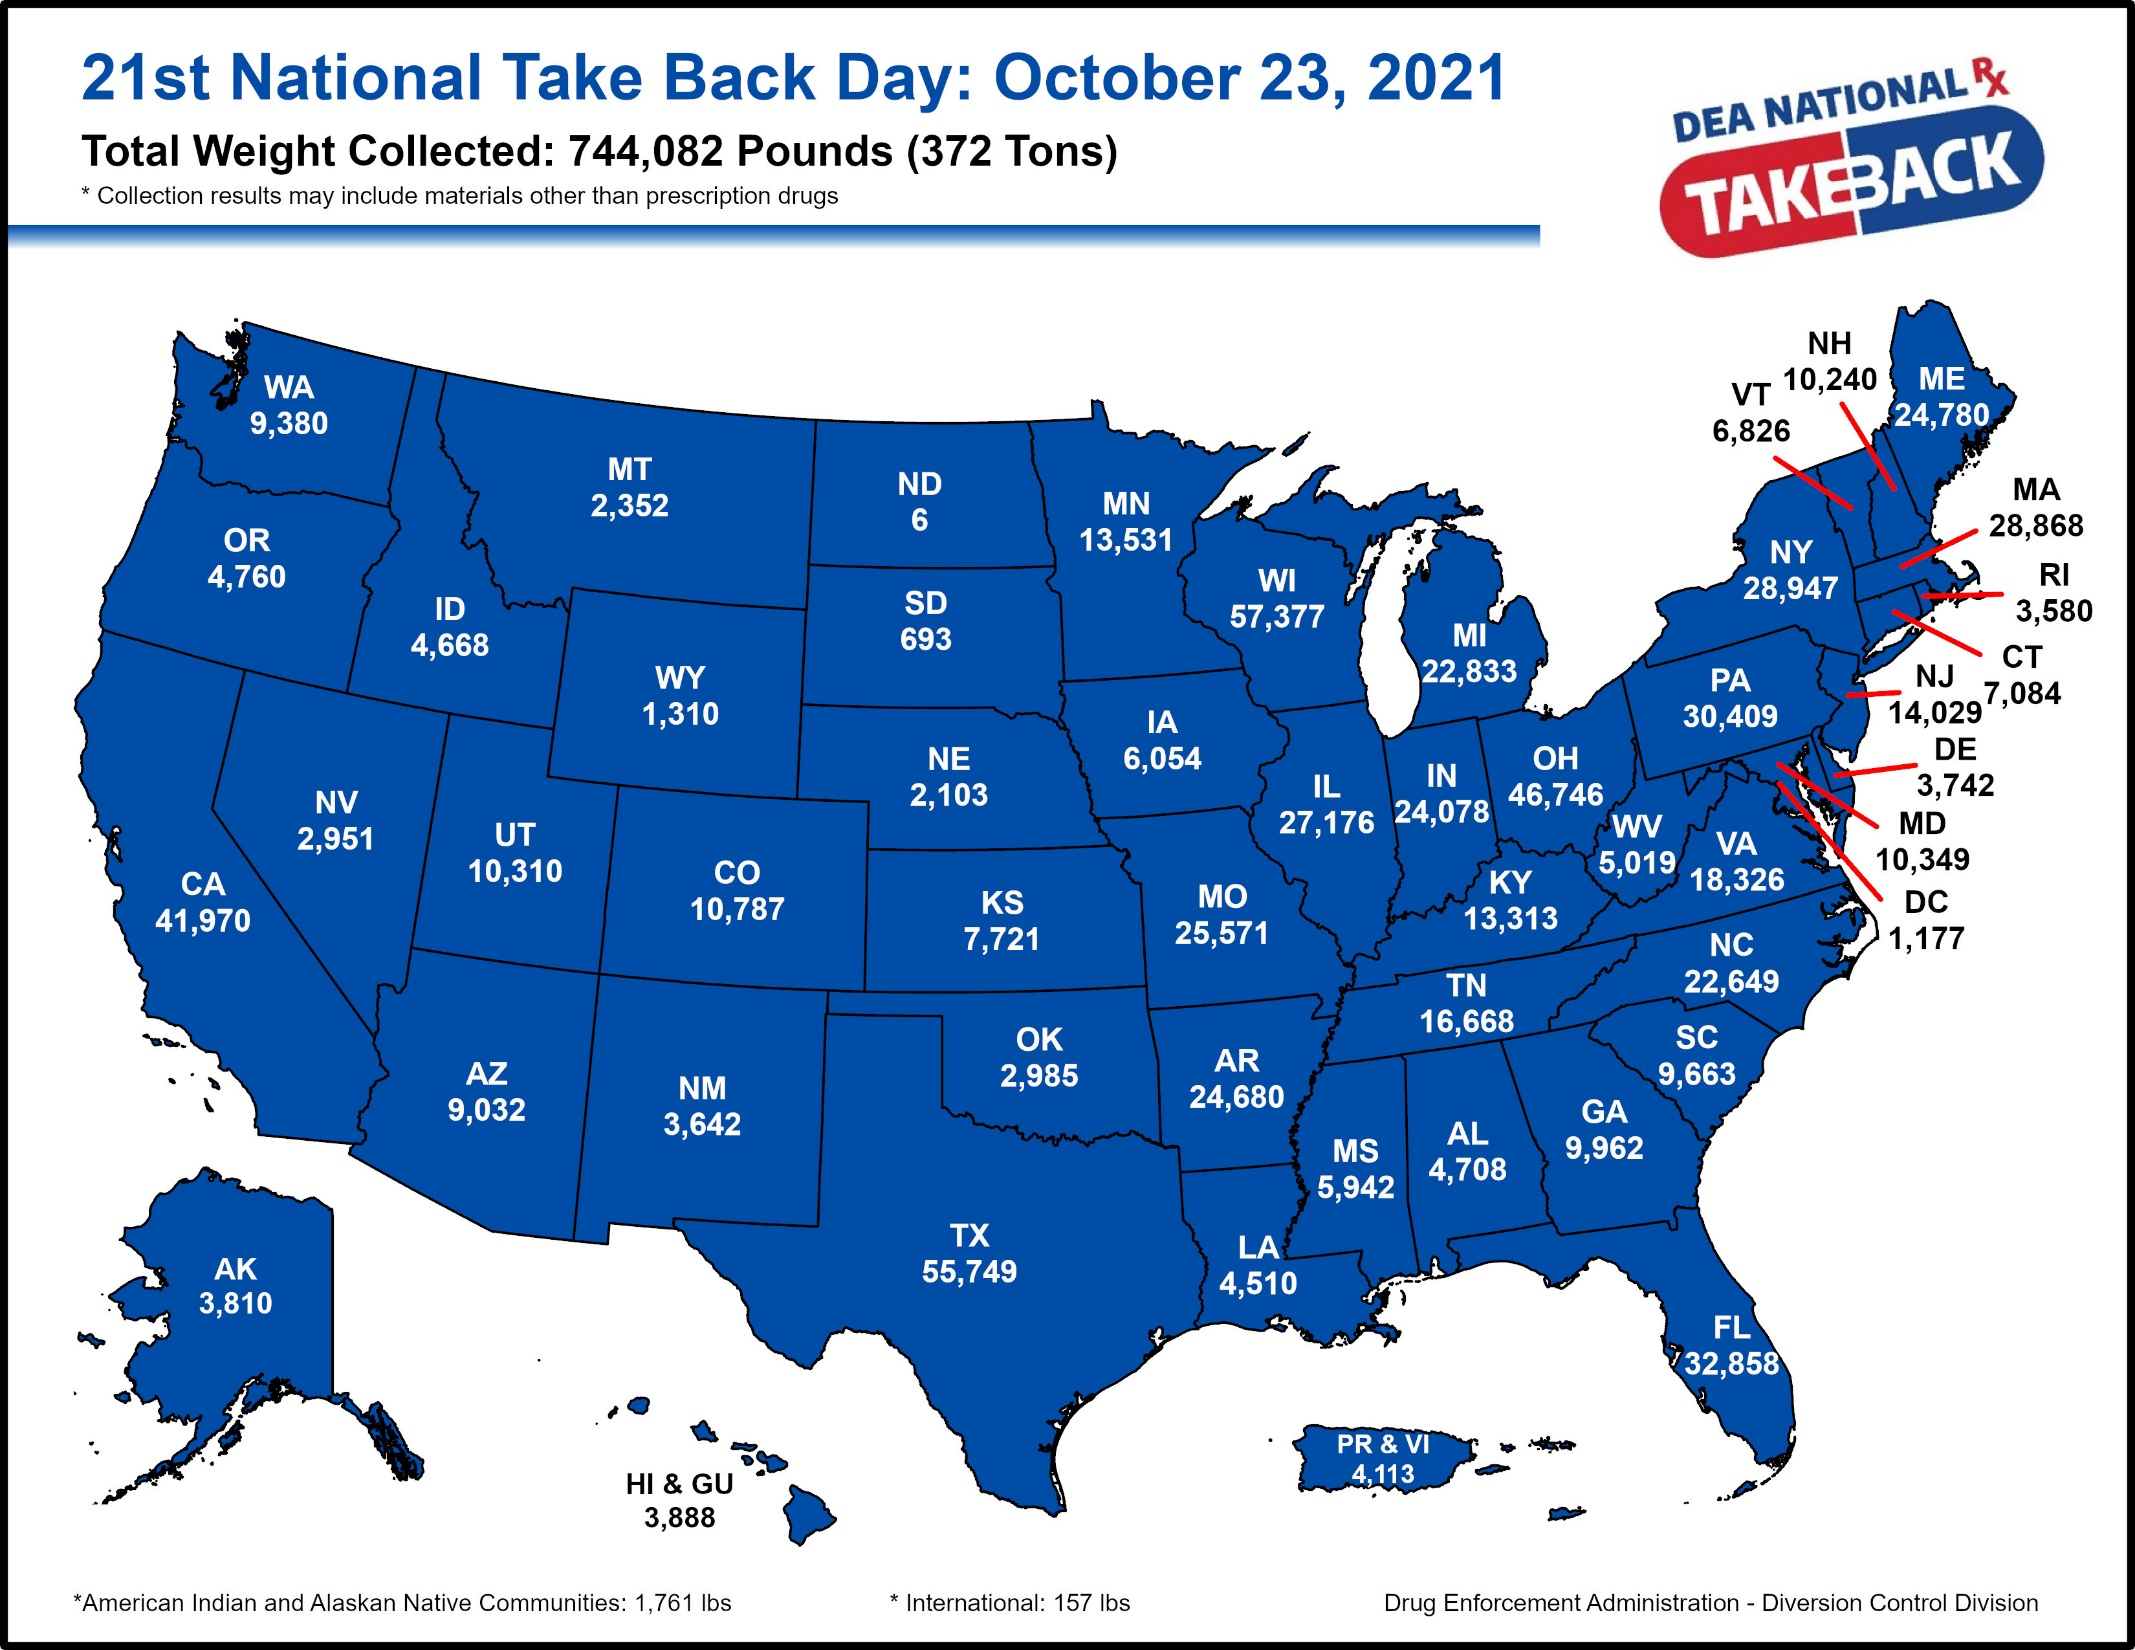 21st National Take Back Day: October 23, 2021
Total Weight Collected: 744,082 Pounds (372 Tons)
* Collection results may include materials other than prescription drugs
DEA NATIONAL Rx
TAKEBACK
WA
9,380
OR
4,760
CA
41,970
ID
4,668
NV
2,951
MT
2,352
WY
1,310
UT
10,310
CO
10,787
AZ
9,032
NM
3,642
ND
6
SD
693
NE
2,103
KS
7,721
OK
2,985
TX
55,749
MN
13,531
IA
6,054
MO
25,571
AR
24,680
LA
4,510
WI
57,377
IL
27,176
MI
22,833
IN
24,078
OH
46,746
KY
13,313
TN
16,668
MS
5,942
AL
4,708
GA
9,962
FL
32,858
SC
9,663
NC
22,649
VA
18,326
WV
5,019
PA
30,409
NY
28,947
VT
6,826
NH
10,240
ME
24,780
MA
28,868
RI
3,580
CT
7,084
NJ
14,029
DE
3,742
MD
10,349
DC
1,177
AK
3,810
HI & GU
3,888
PR & VI
4,113
*American Indian and Alaskan Native Communities: 1,761 lbs
* International: 157 lbs
Drug Enforcement Administration - Diversion Control Division